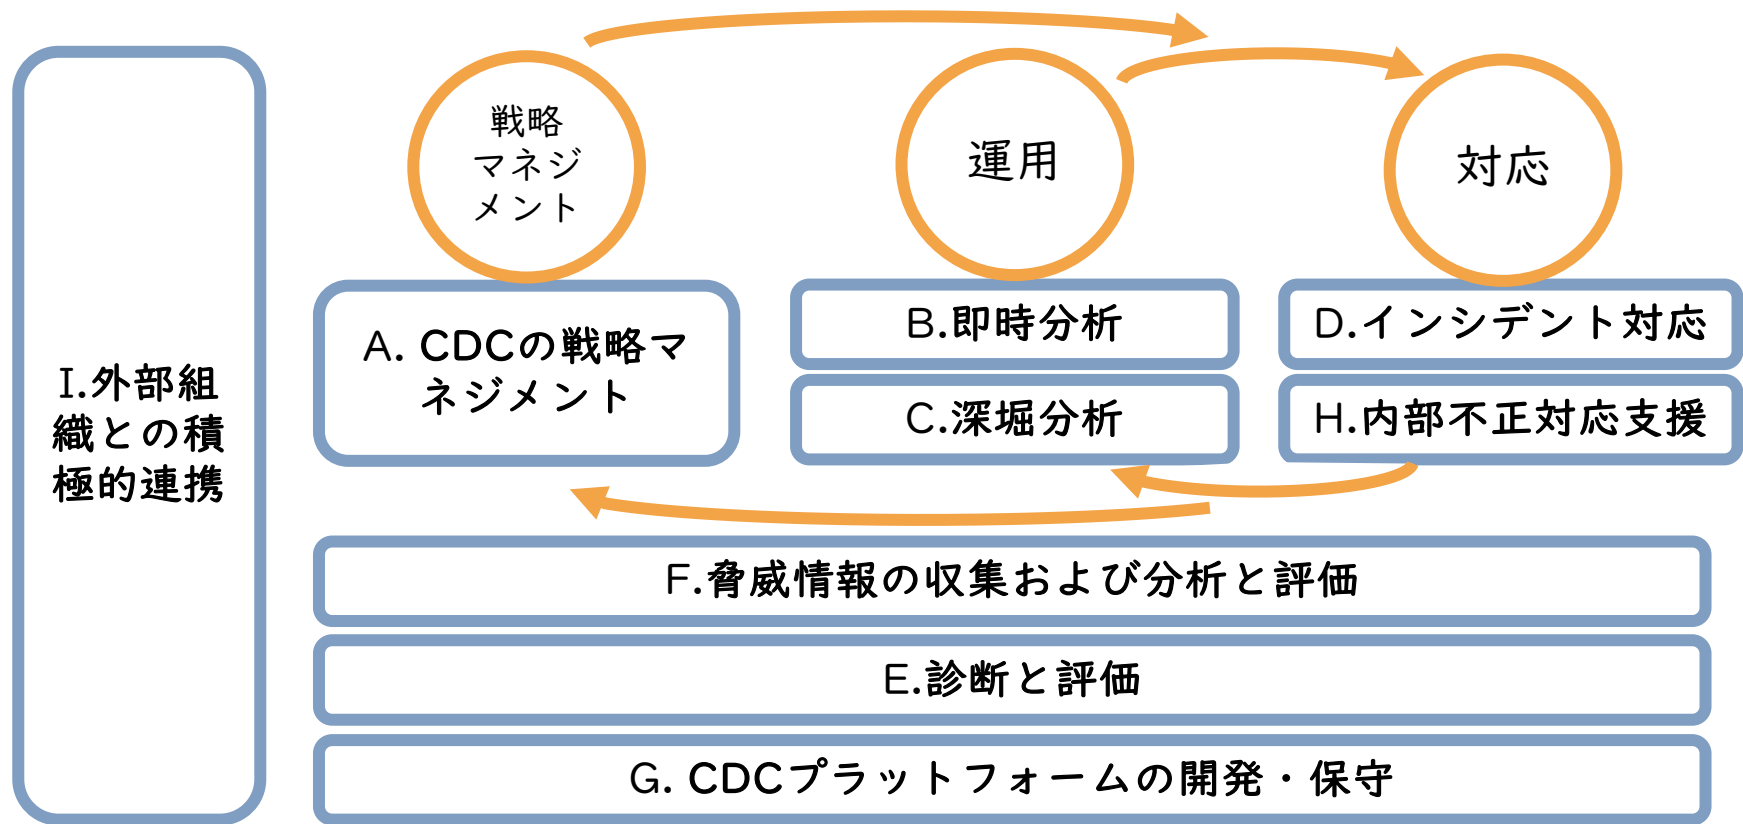 戦略
マネジ
メント
運用
対応
I.外部組
織との積
極的連携
A. CDCの戦略マ
ネジメント
B.即時分析
C.深堀分析
D.インシデント対応
H.内部不正対応支援
F.脅威情報の収集および分析と評価
E.診断と評価
G. CDCプラットフォームの開発・保守